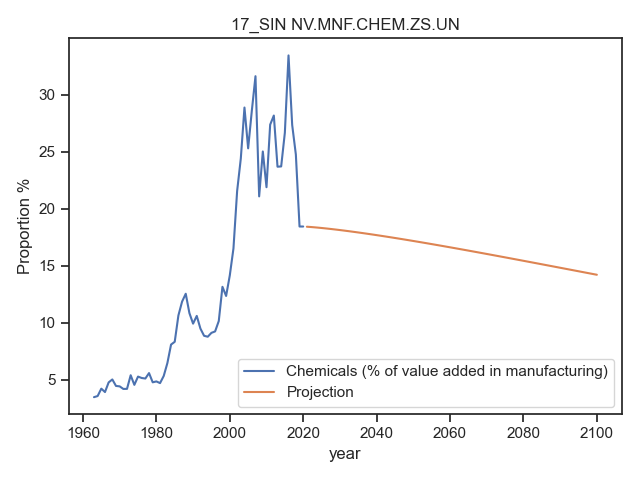 17_SIN NV.MNF.CHEM.ZS.UN
Proportion %
30
25
20
15
10
5
Chemicals (% of value added in manufacturing)
Projection
1960 1980 2000 2020 2040 2060 2080 2100
year